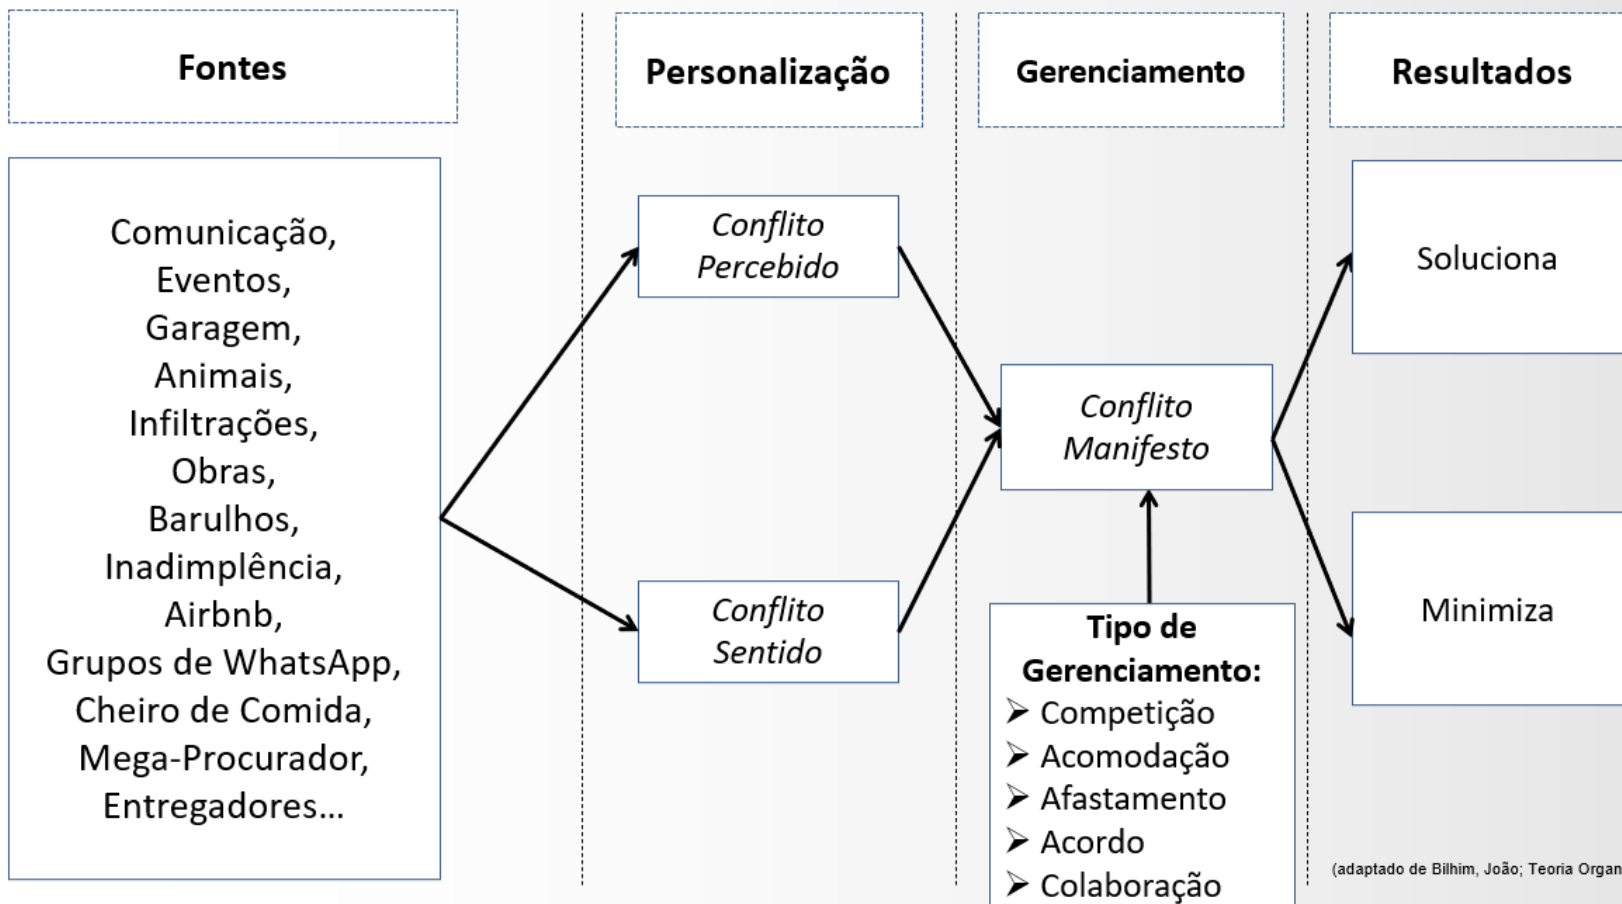 Fontes
Personalização
Gerenciamento
Resultados
Comunicação,
Eventos,
Garagem,
Animais,
Infiltrações,
Obras,
Barulhos,
Inadimplência,
Airbnb,
Grupos de WhatsApp,
Cheiro de Comida,
Mega-Procurador,
Entregadores...
Conflito
Percebido
Conflito
Sentido
Conflito
Manifesto
Tipo de
Gerenciamento:
➢ Competição
➢ Acomodação
➢ Afastamento
➢ Acordo
➢ Colaboração
Soluciona
Minimiza
(adaptado de Bilhim, João; Teoria Organ